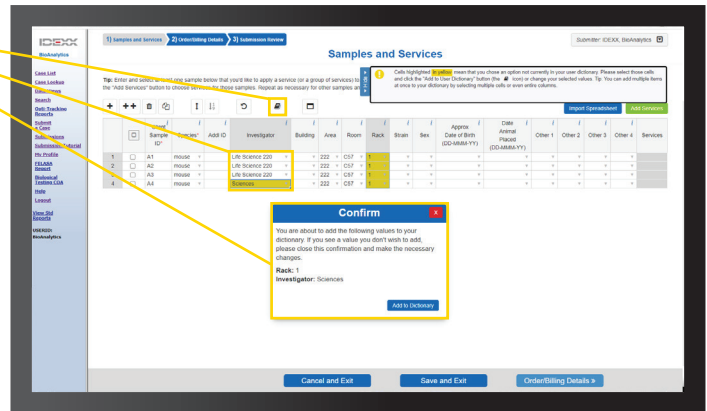 IDEXX
BioAnalytics
Case List
Case Lookup
Search
Opti-Tracking
Reports
Submit
a Case
My Profile
FELASA
Report
Biological
Testing COA
Help
Logout
View Std
Reports
USERID:
BioAnalytics
1) Samples and Services
2) Order/Billing Details
3) Submission Review
Submitter: IDEXX, BioAnalytics
Samples and Services
Tip: Enter and select at least one sample below that you'd like to apply a service (or a group of services) to
the "Add Services" button to choose services for those samples. Repeat as necessary for other samples
Cells highlighted in yellow mean that you chose an option not currently in your user dictionary. Please select those cells
and click the "Add to User Dictionary" button (the icon) or change your selected values. Tip: You can add multiple items
at once to your dictionary by selecting multiple cells or even entire columns.
Import Spreadsheet
Add Services
Sample ID* Species* Addl ID Investigator Building Area Room Rack Strain Sex Approx Date of Birth (DD-MMM-YY) Date Animal Placed (DD-MMM-YY) Other 1 Other 2 Other 3 Other 4 Services
1 A1 mouse Life Science 220 222 C57 1
2 A2 mouse Life Science 220 222 C57 1
3 A3 mouse Life Science 220 222 C57 1
4 A4 mouse Sciences 222 C57 1
Confirm
X
You are about to add the following values to your
dictionary. If you see a value you don't wish to add,
please close this confirmation and make the necessary
changes.
Rack: 1
Investigator: Sciences
Add to Dictionary
Cancel and Exit
Save and Exit
Order/Billing Details »